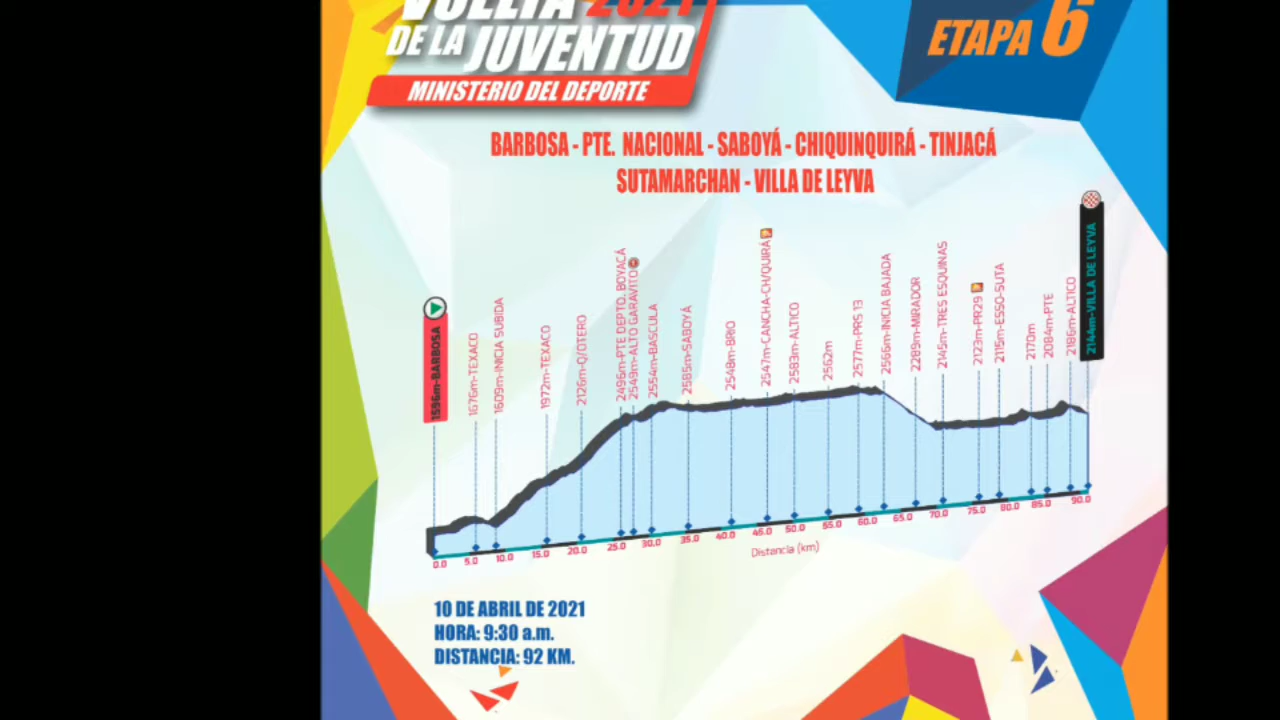 VUELTA 2021
DE LA JUVENTUD
MINISTERIO DEL DEPORTE
ETAPA 6
BARBOSA - PTE. NACIONAL - SABOYÁ - CHIQUINQUIRÁ - TINJACÁ
SUTAMARCHAN - VILLA DE LEYVA
1596m-BARBOSA
1676m-TEXACO
1609m-INICIA SUBIDA
1972m-TEXACO
2126m-Q/OTERO
2496m-PTE DEPTO. BOYACÁ
2549m-ALTO GARAVITO
2554m-BASCULA
2585m-SABOYÁ
2548m-BRIO
2547m-CANCHA-CH/QUIRÁ
2583m-ALTICO
2562m
2577m-PRS 13
2566m-INICIA BAJADA
2289m-MIRADOR
2145m-TRES ESQUINAS
2123m-PR29
2115m-ESSO-SUTA
2170m
2084m-PTE
2186m-ALTICO
2144m-VILLA DE LEYVA
0.0 5.0 10.0 15.0 20.0 25.0 30.0 35.0 40.0 45.0 50.0 55.0 60.0 65.0 70.0 75.0 80.0 85.0 90.0
Distancia (km)
10 DE ABRIL DE 2021
HORA: 9:30 a.m.
DISTANCIA: 92 KM.